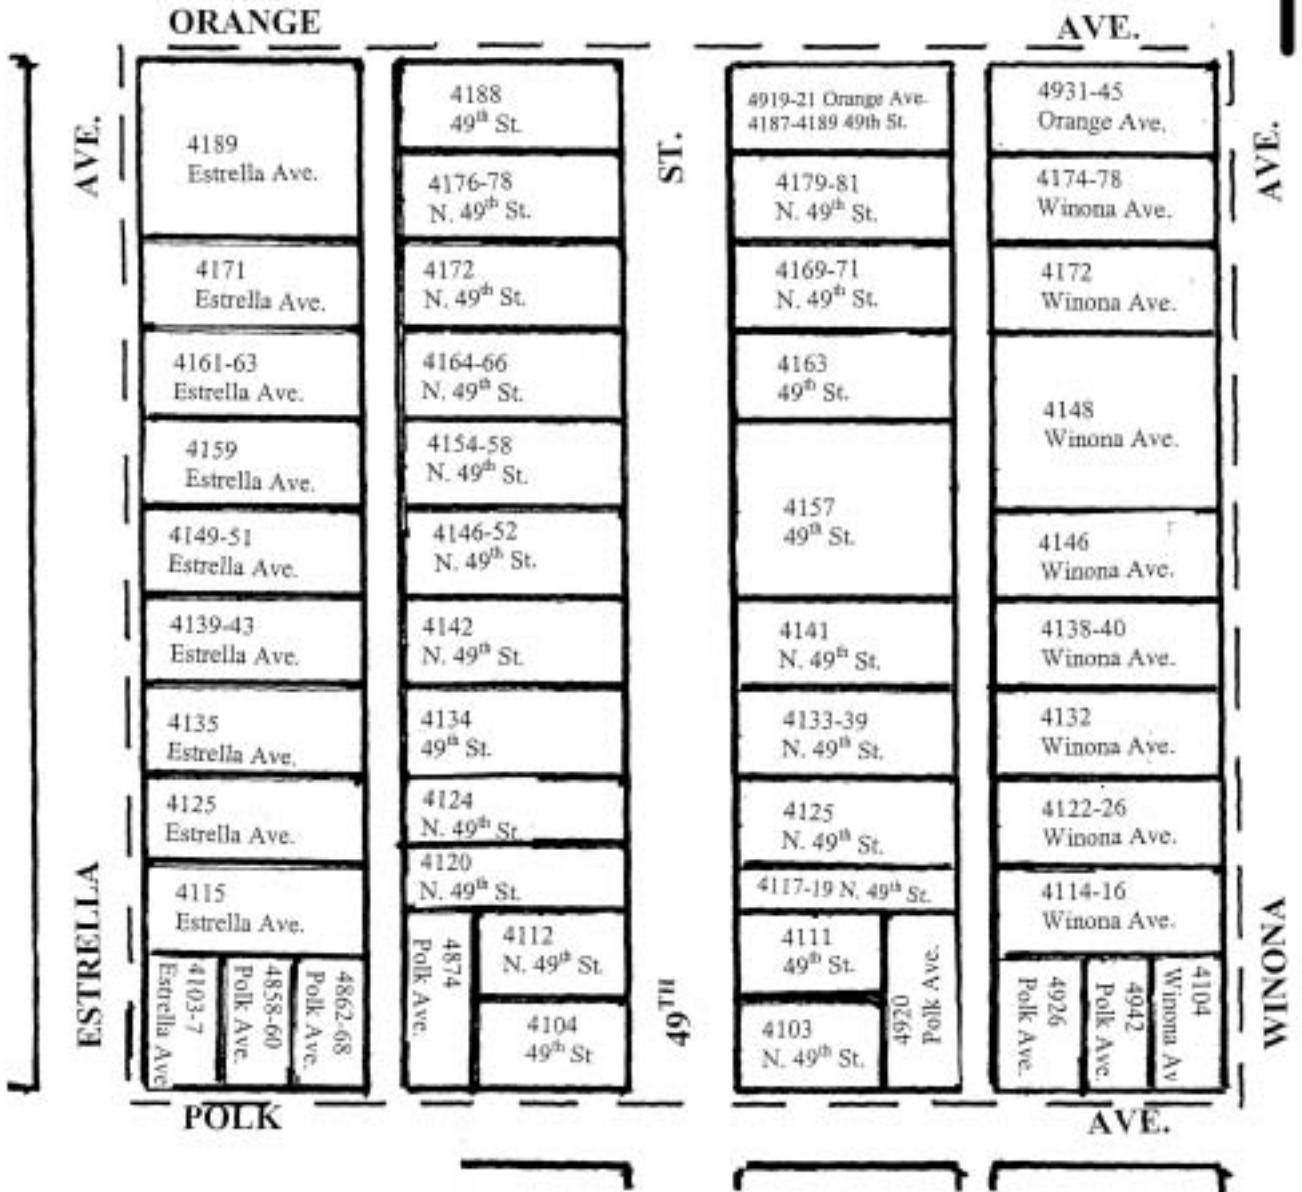 ORANGE
AVE.
AVE.
ST.
AVE.
4189
Estrella Ave.
4171
Estrella Ave.
4161-63
Estrella Ave.
4159
Estrella Ave.
4149-51
Estrella Ave.
4139-43
Estrella Ave.
4135
Estrella Ave.
4125
Estrella Ave.
4115
Estrella Ave.
4103-7
Estrella Ave
4858-60
Polk Ave.
4862-68
Polk Ave.
4188
49th St.
4176-78
N. 49th St.
4172
N. 49th St.
4164-66
N. 49th St.
4154-58
N. 49th St.
4146-52
N. 49th St.
4142
N. 49th St.
4134
49th St.
4124
N. 49th St.
4120
N. 49th St.
4874
Polk Ave.
4112
N. 49th St.
4104
49th St
4919-21 Orange Ave.
4187-4189 49th St.
4179-81
N. 49th St.
4169-71
N. 49th St.
4163
49th St.
4157
49th St.
4141
N. 49th St.
4133-39
N. 49th St.
4125
N. 49th St.
4117-19 N. 49th St.
4111
49th St.
4103
N. 49th St.
4920
Polk Ave.
4931-45
Orange Ave.
4174-78
Winona Ave.
4172
Winona Ave.
4148
Winona Ave.
4146
Winona Ave.
4138-40
Winona Ave.
4132
Winona Ave.
4122-26
Winona Ave.
4114-16
Winona Ave.
4926
Polk Ave.
4942
Polk Ave.
4104
Winona Av
ESTRELLA
49TH
WINONA
POLK
AVE.